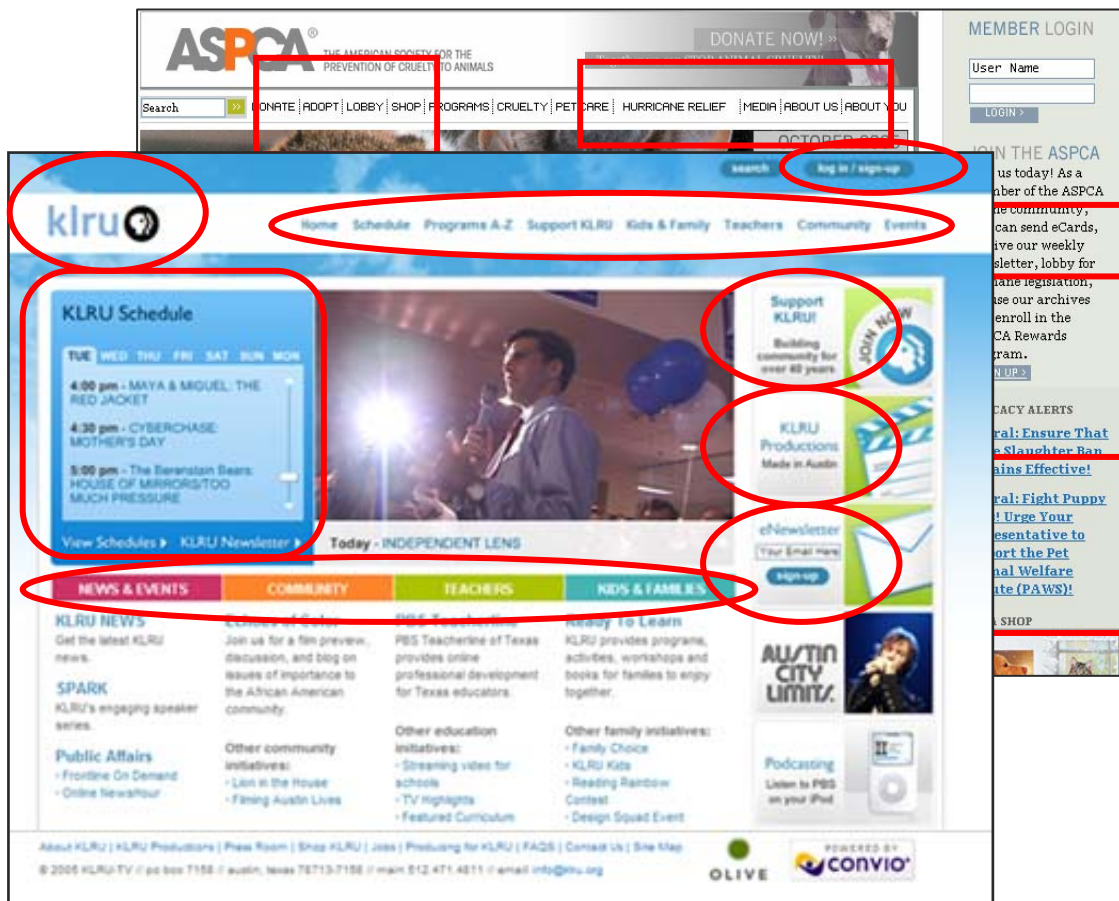 ASPCA®
THE AMERICAN SOCIETY FOR THE
PREVENTION OF CRUELTY TO ANIMALS
DONATE NOW! »
Search » DONATE ADOPT LOBBY SHOP PROGRAMS CRUELTY PET CARE HURRICANE RELIEF MEDIA ABOUT US ABOUT YOU
OCTOBER 2005
MEMBER LOGIN
User Name
LOGIN >
JOIN THE ASPCA
us today! As a
of the ASPCA
community,
can send eCards,
our weekly
lobby for
legislation,
our archives
enroll in the
Rewards
UP >
ALERTS
Ensure That
Slaughter Ban
Effective!
Fight Puppy
! Urge Your
to
the Pet
Welfare
(PAWS)!
SHOP
search log in / sign-up
klru
Home Schedule Programs A-Z Support KLRU Kids & Family Teachers Community Events
KLRU Schedule
TUE WED THU FRI SAT SUN MON
4:00 pm - MAYA & MIGUEL: THE
RED JACKET
4:30 pm - CYBERCHASE:
MOTHER'S DAY
5:00 pm - The Berenstain Bears:
HOUSE OF MIRRORS/TOO
MUCH PRESSURE
View Schedules KLRU Newsletter
Today - INDEPENDENT LENS
Support
KLRU!
Building
community for
over 40 years
JOIN NOW
KLRU
Productions
Made in Austin
eNewsletter
Your Email Here
sign-up
AUSTIN
CITY
LIMITS.
Podcasting
Listen to PBS
on your iPod
NEWS & EVENTS
KLRU NEWS
Get the latest KLRU
news.
SPARK
KLRU's engaging speaker
series.
Public Affairs
· Frontline On Demand
· Online NewsHour
COMMUNITY
Echoes of Color
Join us for a film preview,
discussion, and blog on
issues of importance to
the African American
community.
Other community
initiatives:
· Lion in the House
· Filming Austin Lives
TEACHERS
PBS Teacherline
PBS Teacherline of Texas
provides online
professional development
for Texas educators.
Other education
initiatives:
· Streaming video for
schools
· TV Highlights
· Featured Curriculum
KIDS & FAMILIES
Ready To Learn
KLRU provides programs,
activities, workshops and
books for families to enjoy
together.
Other family initiatives:
· Family Choice
· KLRU Kids
· Reading Rainbow
Contest
· Design Squad Event
About KLRU | KLRU Productions | Press Room | Shop KLRU | Jobs | Producing for KLRU | FAQS | Contact Us | Site Map
© 2005 KLRU-TV // po box 7158 // austin, texas 78713-7158 // main 512.471.4811 // email info@klru.org
OLIVE
POWERED BY
convio